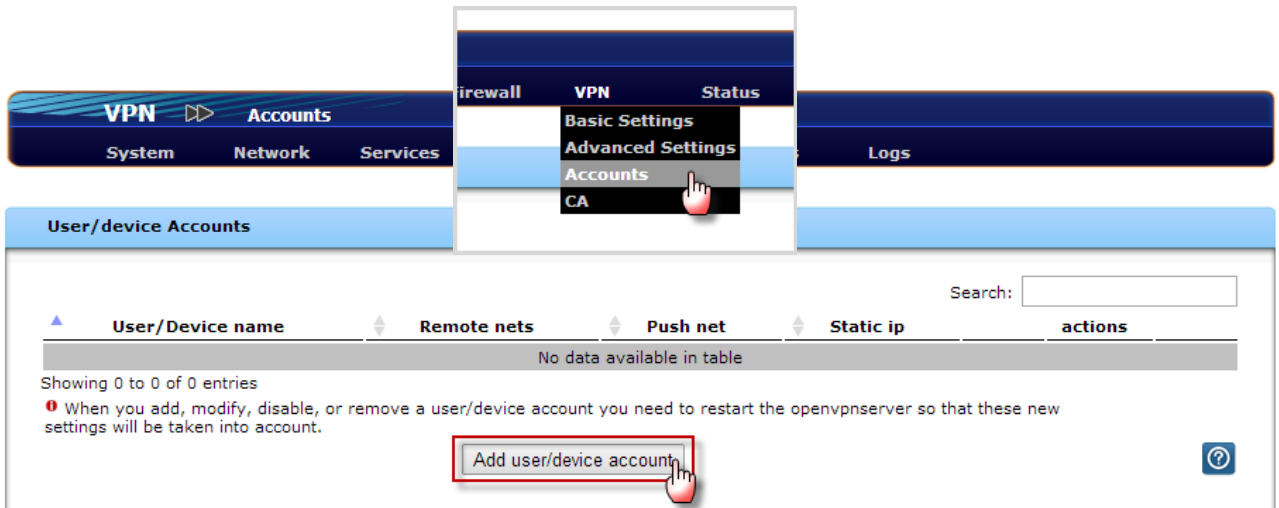 Firewall VPN Status
VPN Accounts
Basic Settings
System Network Services
Advanced Settings
Logs
Accounts
CA
User/device Accounts
Search:
User/Device name Remote nets Push net Static ip actions
No data available in table
Showing 0 to 0 of 0 entries
When you add, modify, disable, or remove a user/device account you need to restart the openvpnserver so that these new
settings will be taken into account.
Add user/device account